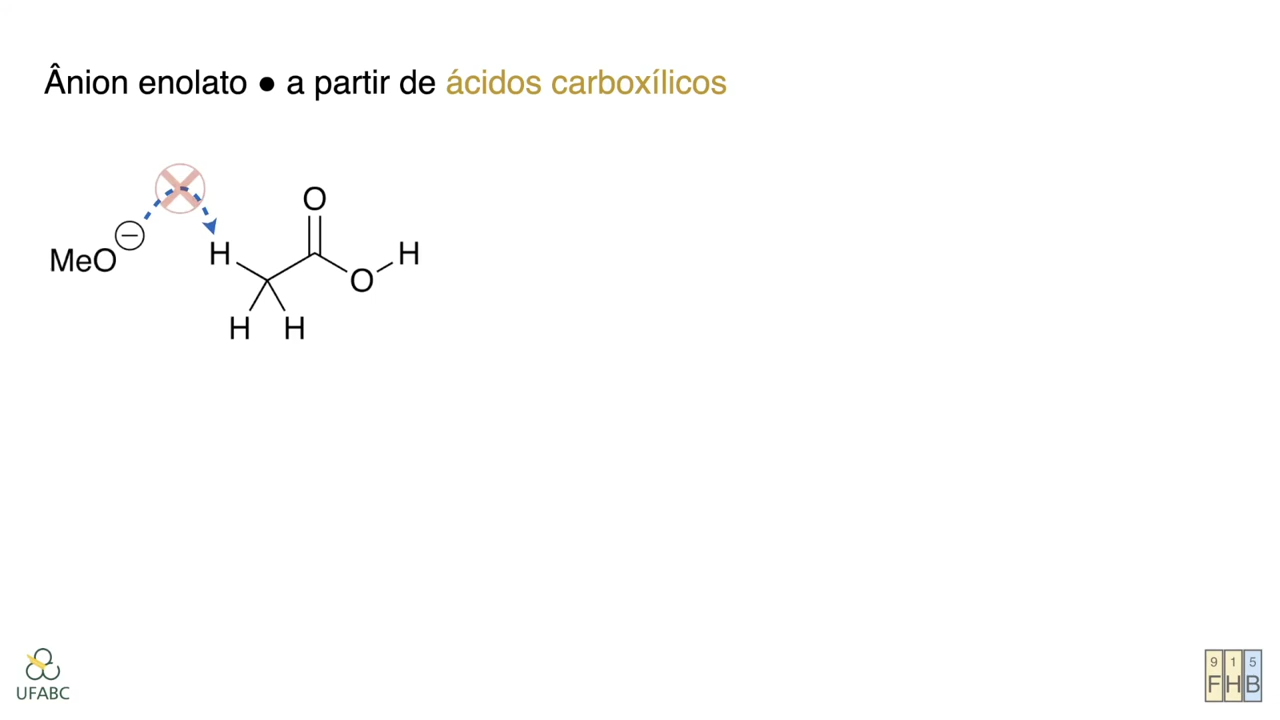 Ânion enolato ● a partir de ácidos carboxílicos
O
MeO ⊖ H O H
H H
UFABC
9 1 5
F H B